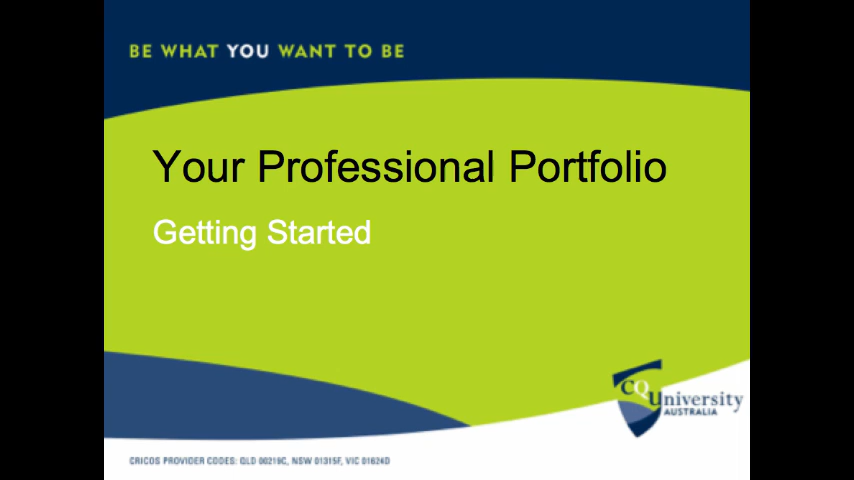 BE WHAT YOU WANT TO BE
Your Professional Portfolio
Getting Started
CQUniversity
AUSTRALIA
CRICOS PROVIDER CODES: QLD 00219C, NSW 01315F, VIC 01624D